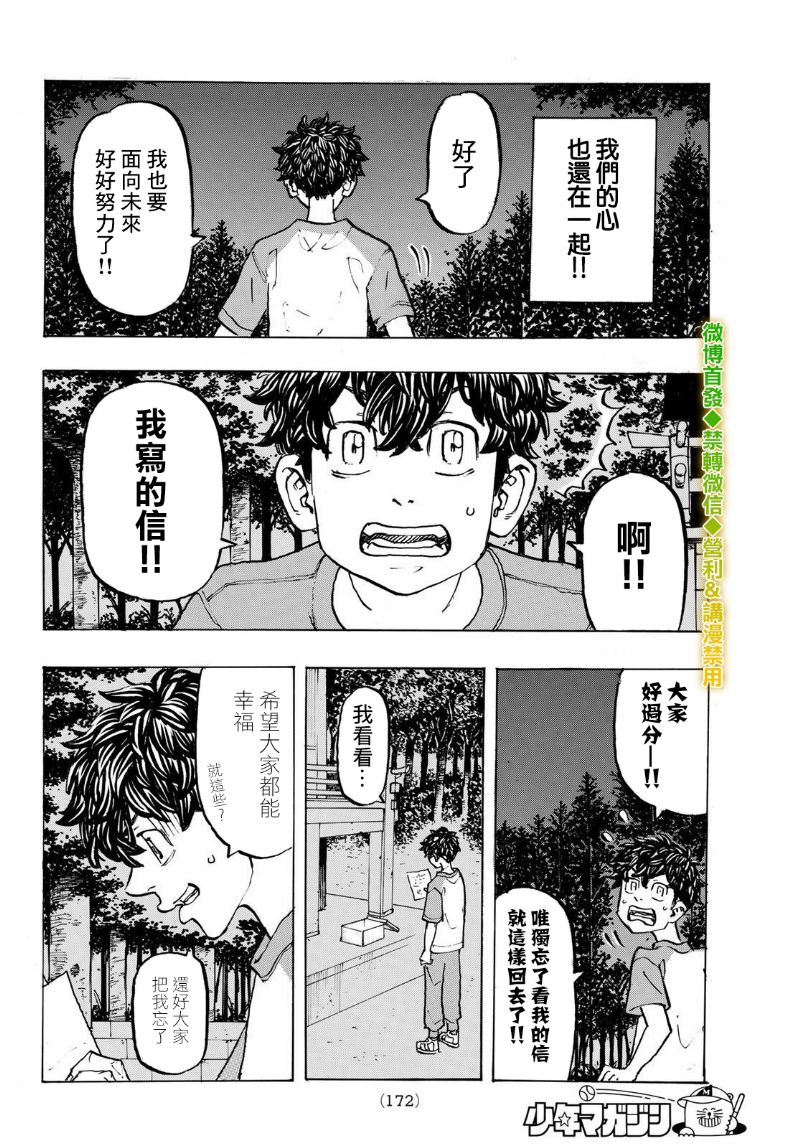 我們的心
也還在一起!!
好了
我也要
面向未來
好好努力了!!
啊!!
我寫的信!!
大家
好過分—!!
唯獨忘了看我的信
就這樣回去了!!
我看看…
希望大家都能
幸福
就這些?
還好大家
把我忘了
微博首發◆禁轉微信◆營利&講漫禁用
(172)
少年マガジン
M